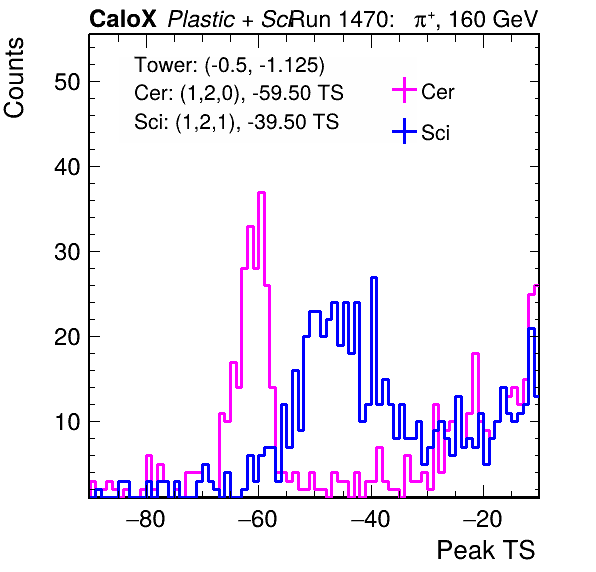 CaloX Plastic + Sci Run 1470: π+, 160 GeV
Counts
Tower: (-0.5, -1.125)
Cer: (1,2,0), -59.50 TS
Sci: (1,2,1), -39.50 TS
Cer
Sci
50
40
30
20
10
−80 −60 −40 −20
Peak TS